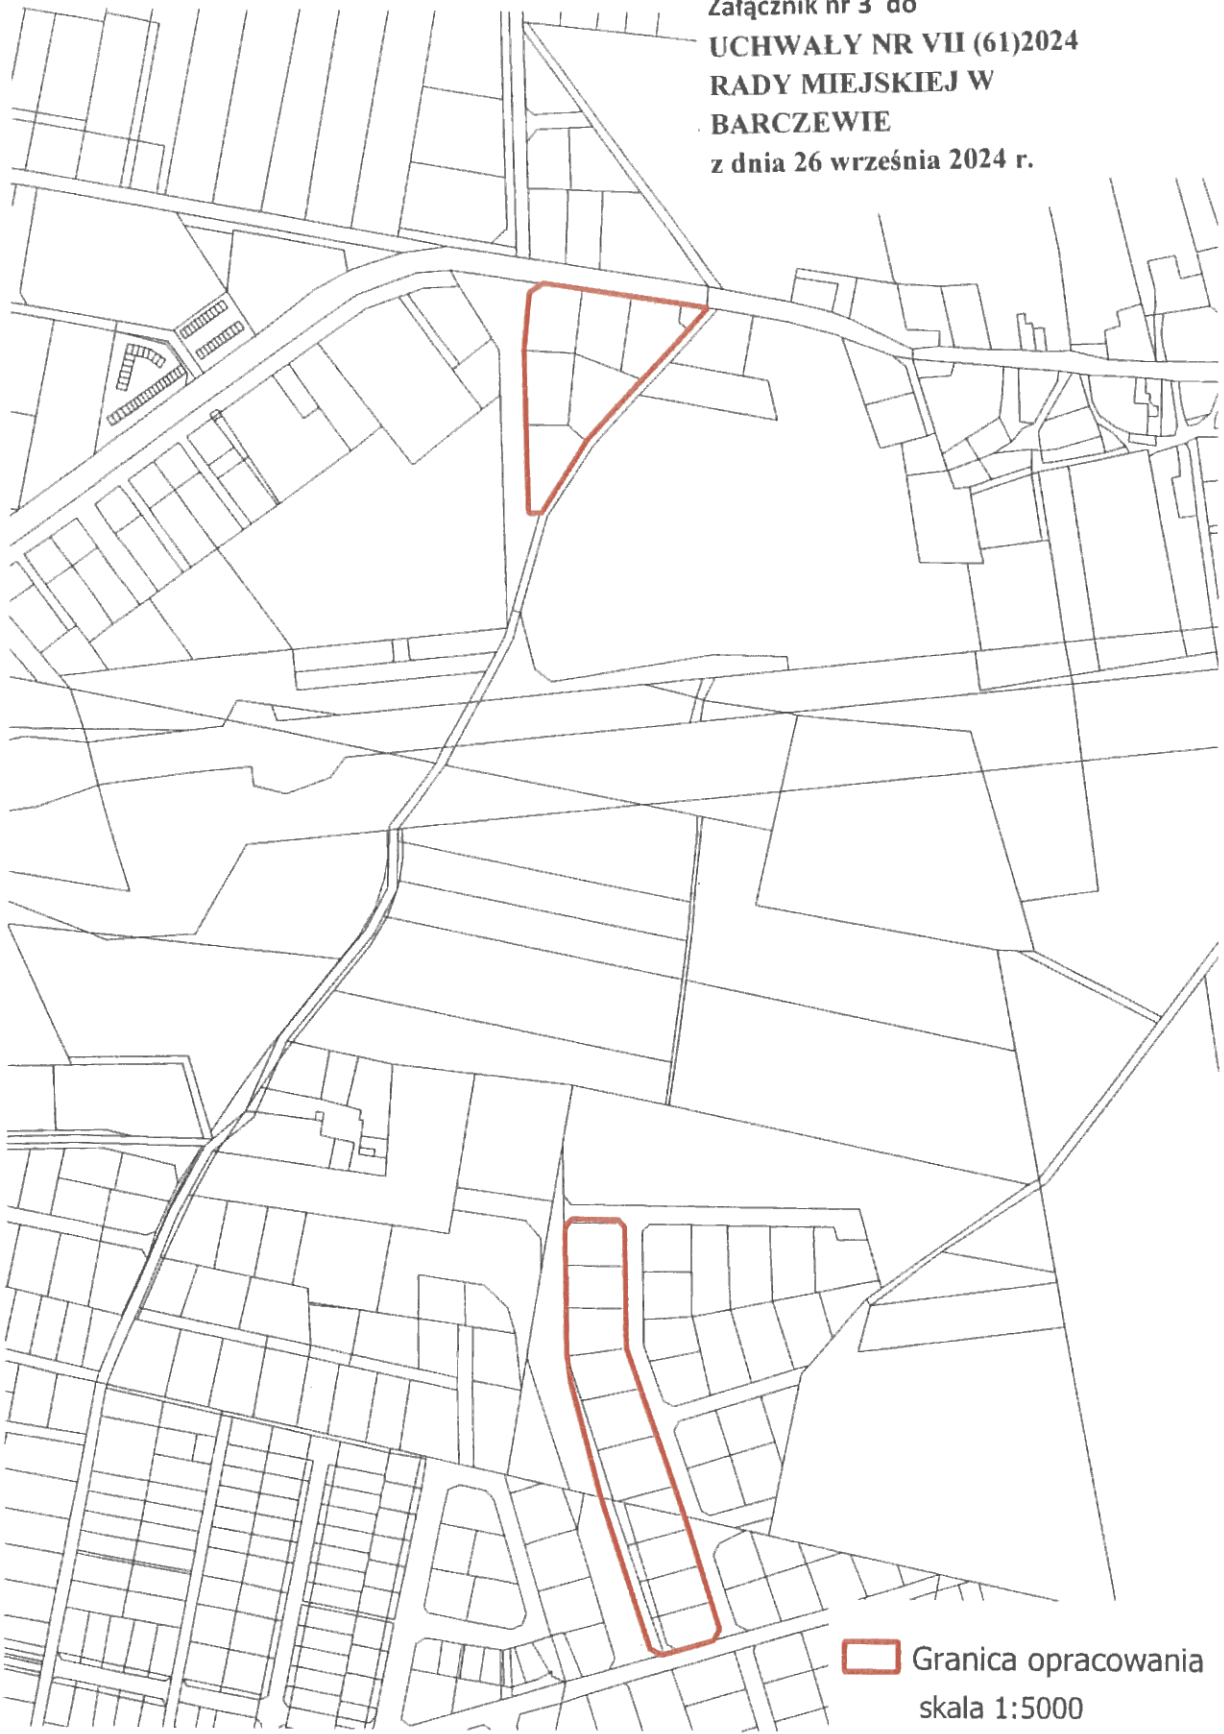 Załącznik nr 3 do
UCHWAŁY NR VII (61)2024
RADY MIEJSKIEJ W
BARCZEWIE
z dnia 26 września 2024 r.
Granica opracowania
skala 1:5000